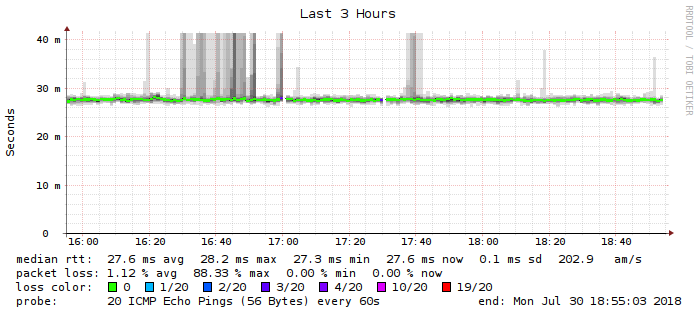 Last 3 Hours
RRDTOOL / TOBI OETIKER
Seconds
40 m
30 m
20 m
10 m
0
16:00 16:20 16:40 17:00 17:20 17:40 18:00 18:20 18:40
median rtt: 27.6 ms avg 28.2 ms max 27.3 ms min 27.6 ms now 0.1 ms sd 202.9 am/s
packet loss: 1.12 % avg 88.33 % max 0.00 % min 0.00 % now
loss color: 0 1/20 2/20 3/20 4/20 10/20 19/20
probe: 20 ICMP Echo Pings (56 Bytes) every 60s end: Mon Jul 30 18:55:03 2018